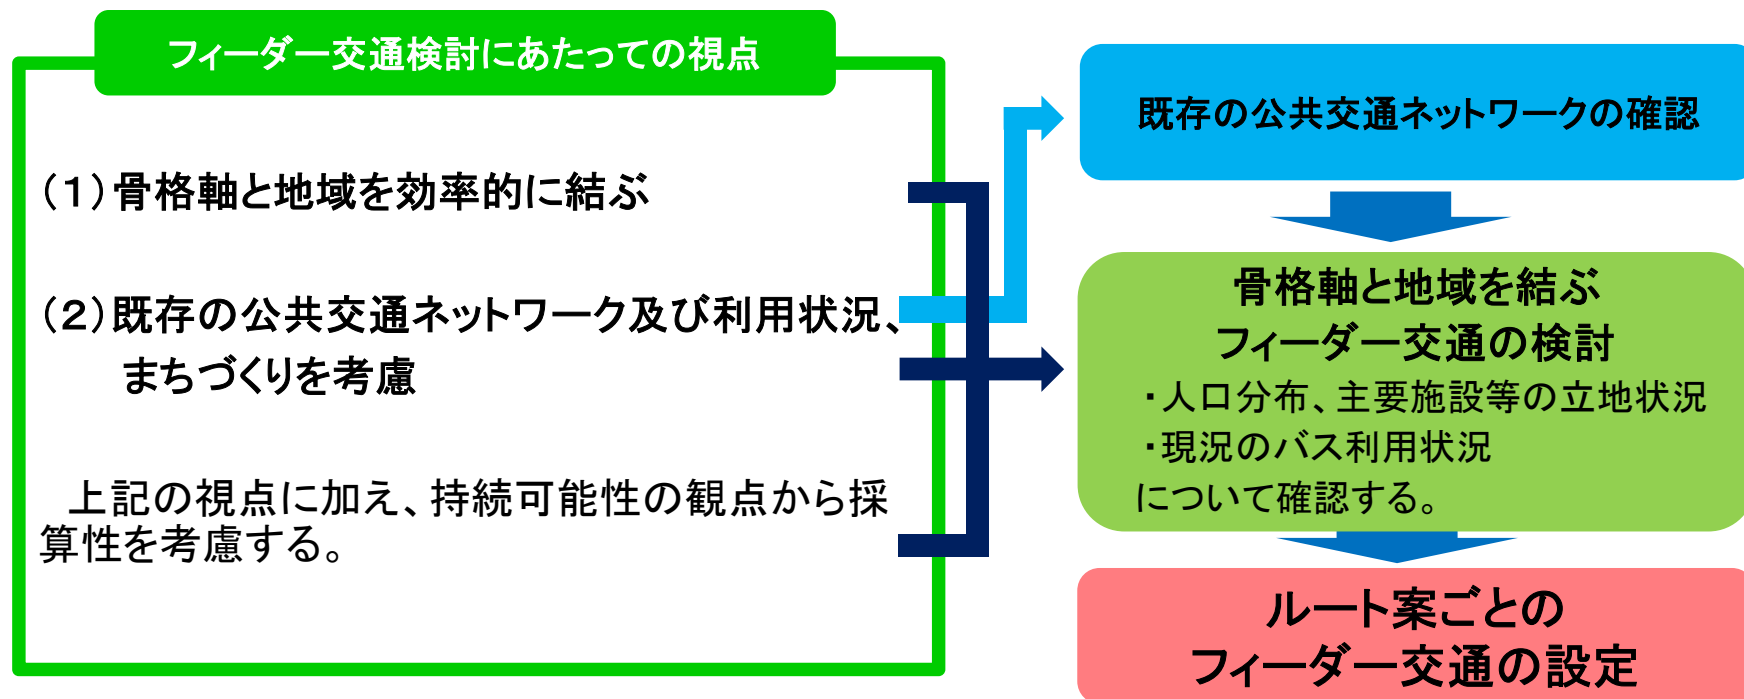 フィーダー交通検討にあたっての視点
（１）骨格軸と地域を効率的に結ぶ
（２）既存の公共交通ネットワーク及び利用状況、
まちづくりを考慮
上記の視点に加え、持続可能性の観点から採
算性を考慮する。
既存の公共交通ネットワークの確認
骨格軸と地域を結ぶ
フィーダー交通の検討
・人口分布、主要施設等の立地状況
・現況のバス利用状況
について確認する。
ルート案ごとの
フィーダー交通の設定